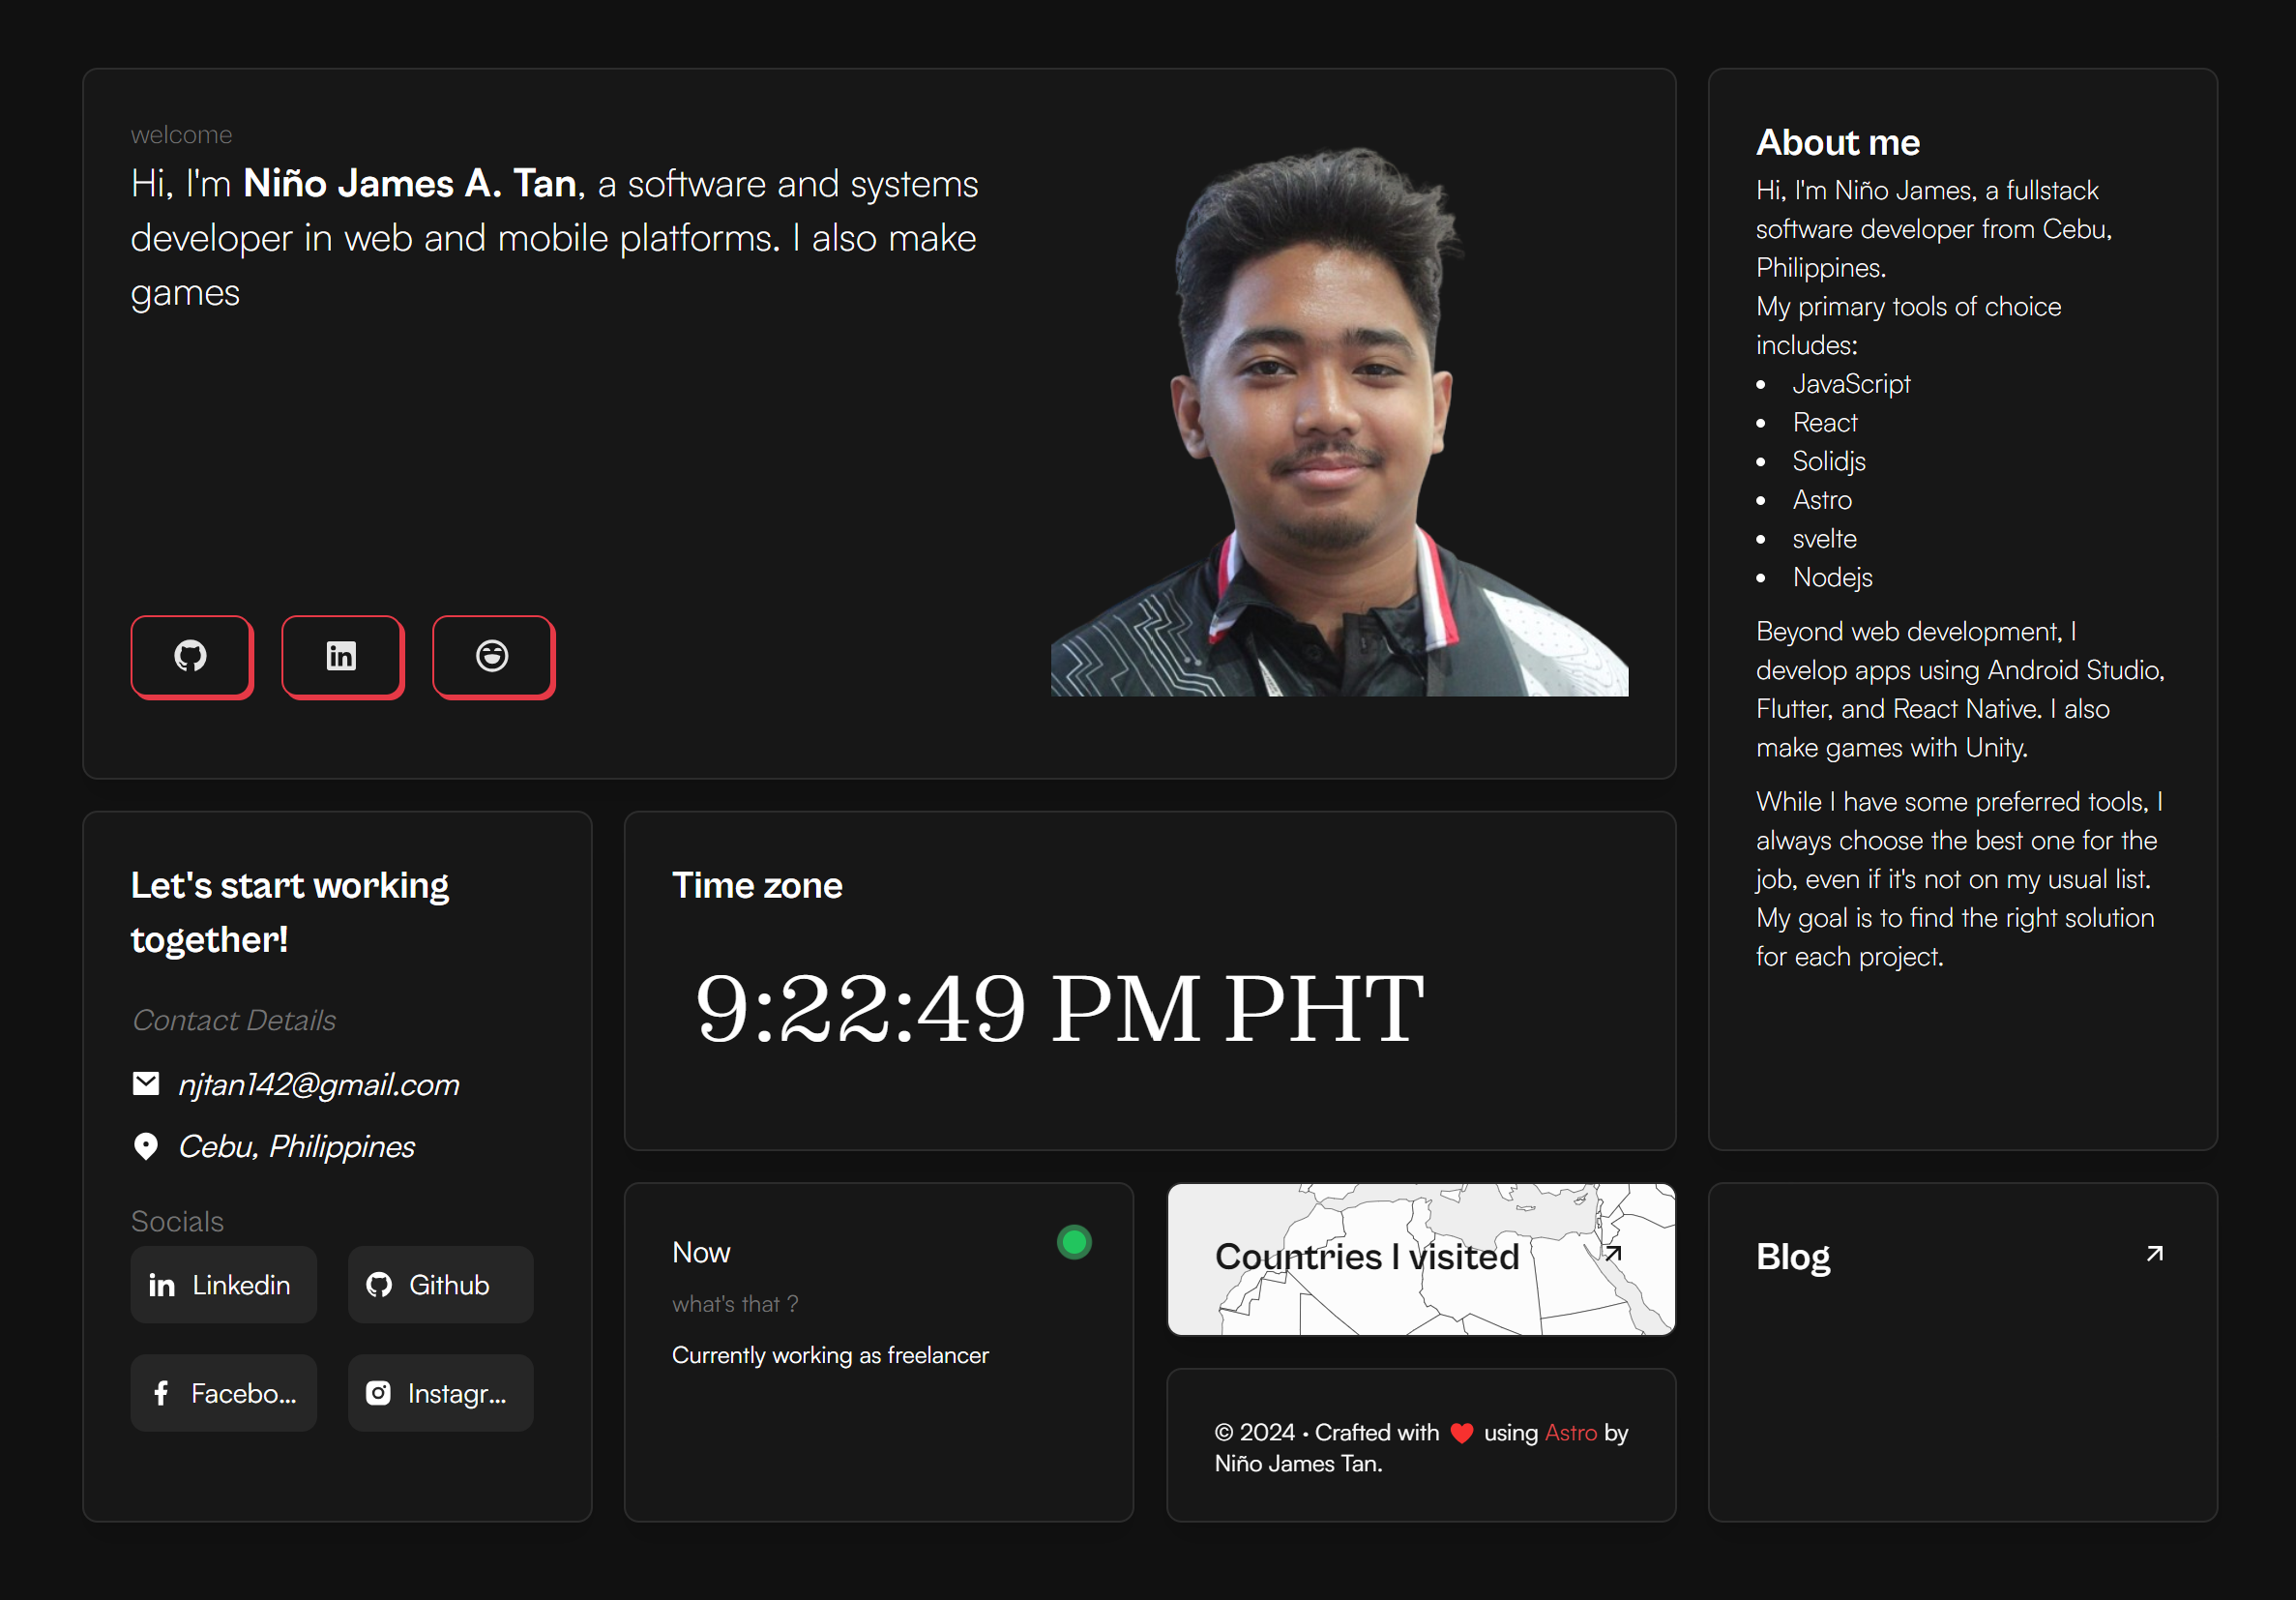 welcome
Hi, I'm Niño James A. Tan, a software and systems
developer in web and mobile platforms. I also make
games
About me
Hi, I'm Niño James, a fullstack
software developer from Cebu,
Philippines.
My primary tools of choice
includes:
• JavaScript
• React
• Solidjs
• Astro
• svelte
• Nodejs
Beyond web development, I
develop apps using Android Studio,
Flutter, and React Native. I also
make games with Unity.
While I have some preferred tools, I
always choose the best one for the
job, even if it's not on my usual list.
My goal is to find the right solution
for each project.
Let's start working
together!
Contact Details
njtan142@gmail.com
Cebu, Philippines
Socials
Linkedin
Github
Facebo...
Instagr...
Time zone
9:22:49 PM PHT
Now
what's that ?
Currently working as freelancer
Countries I visited
© 2024 · Crafted with ❤️ using Astro by
Niño James Tan.
Blog